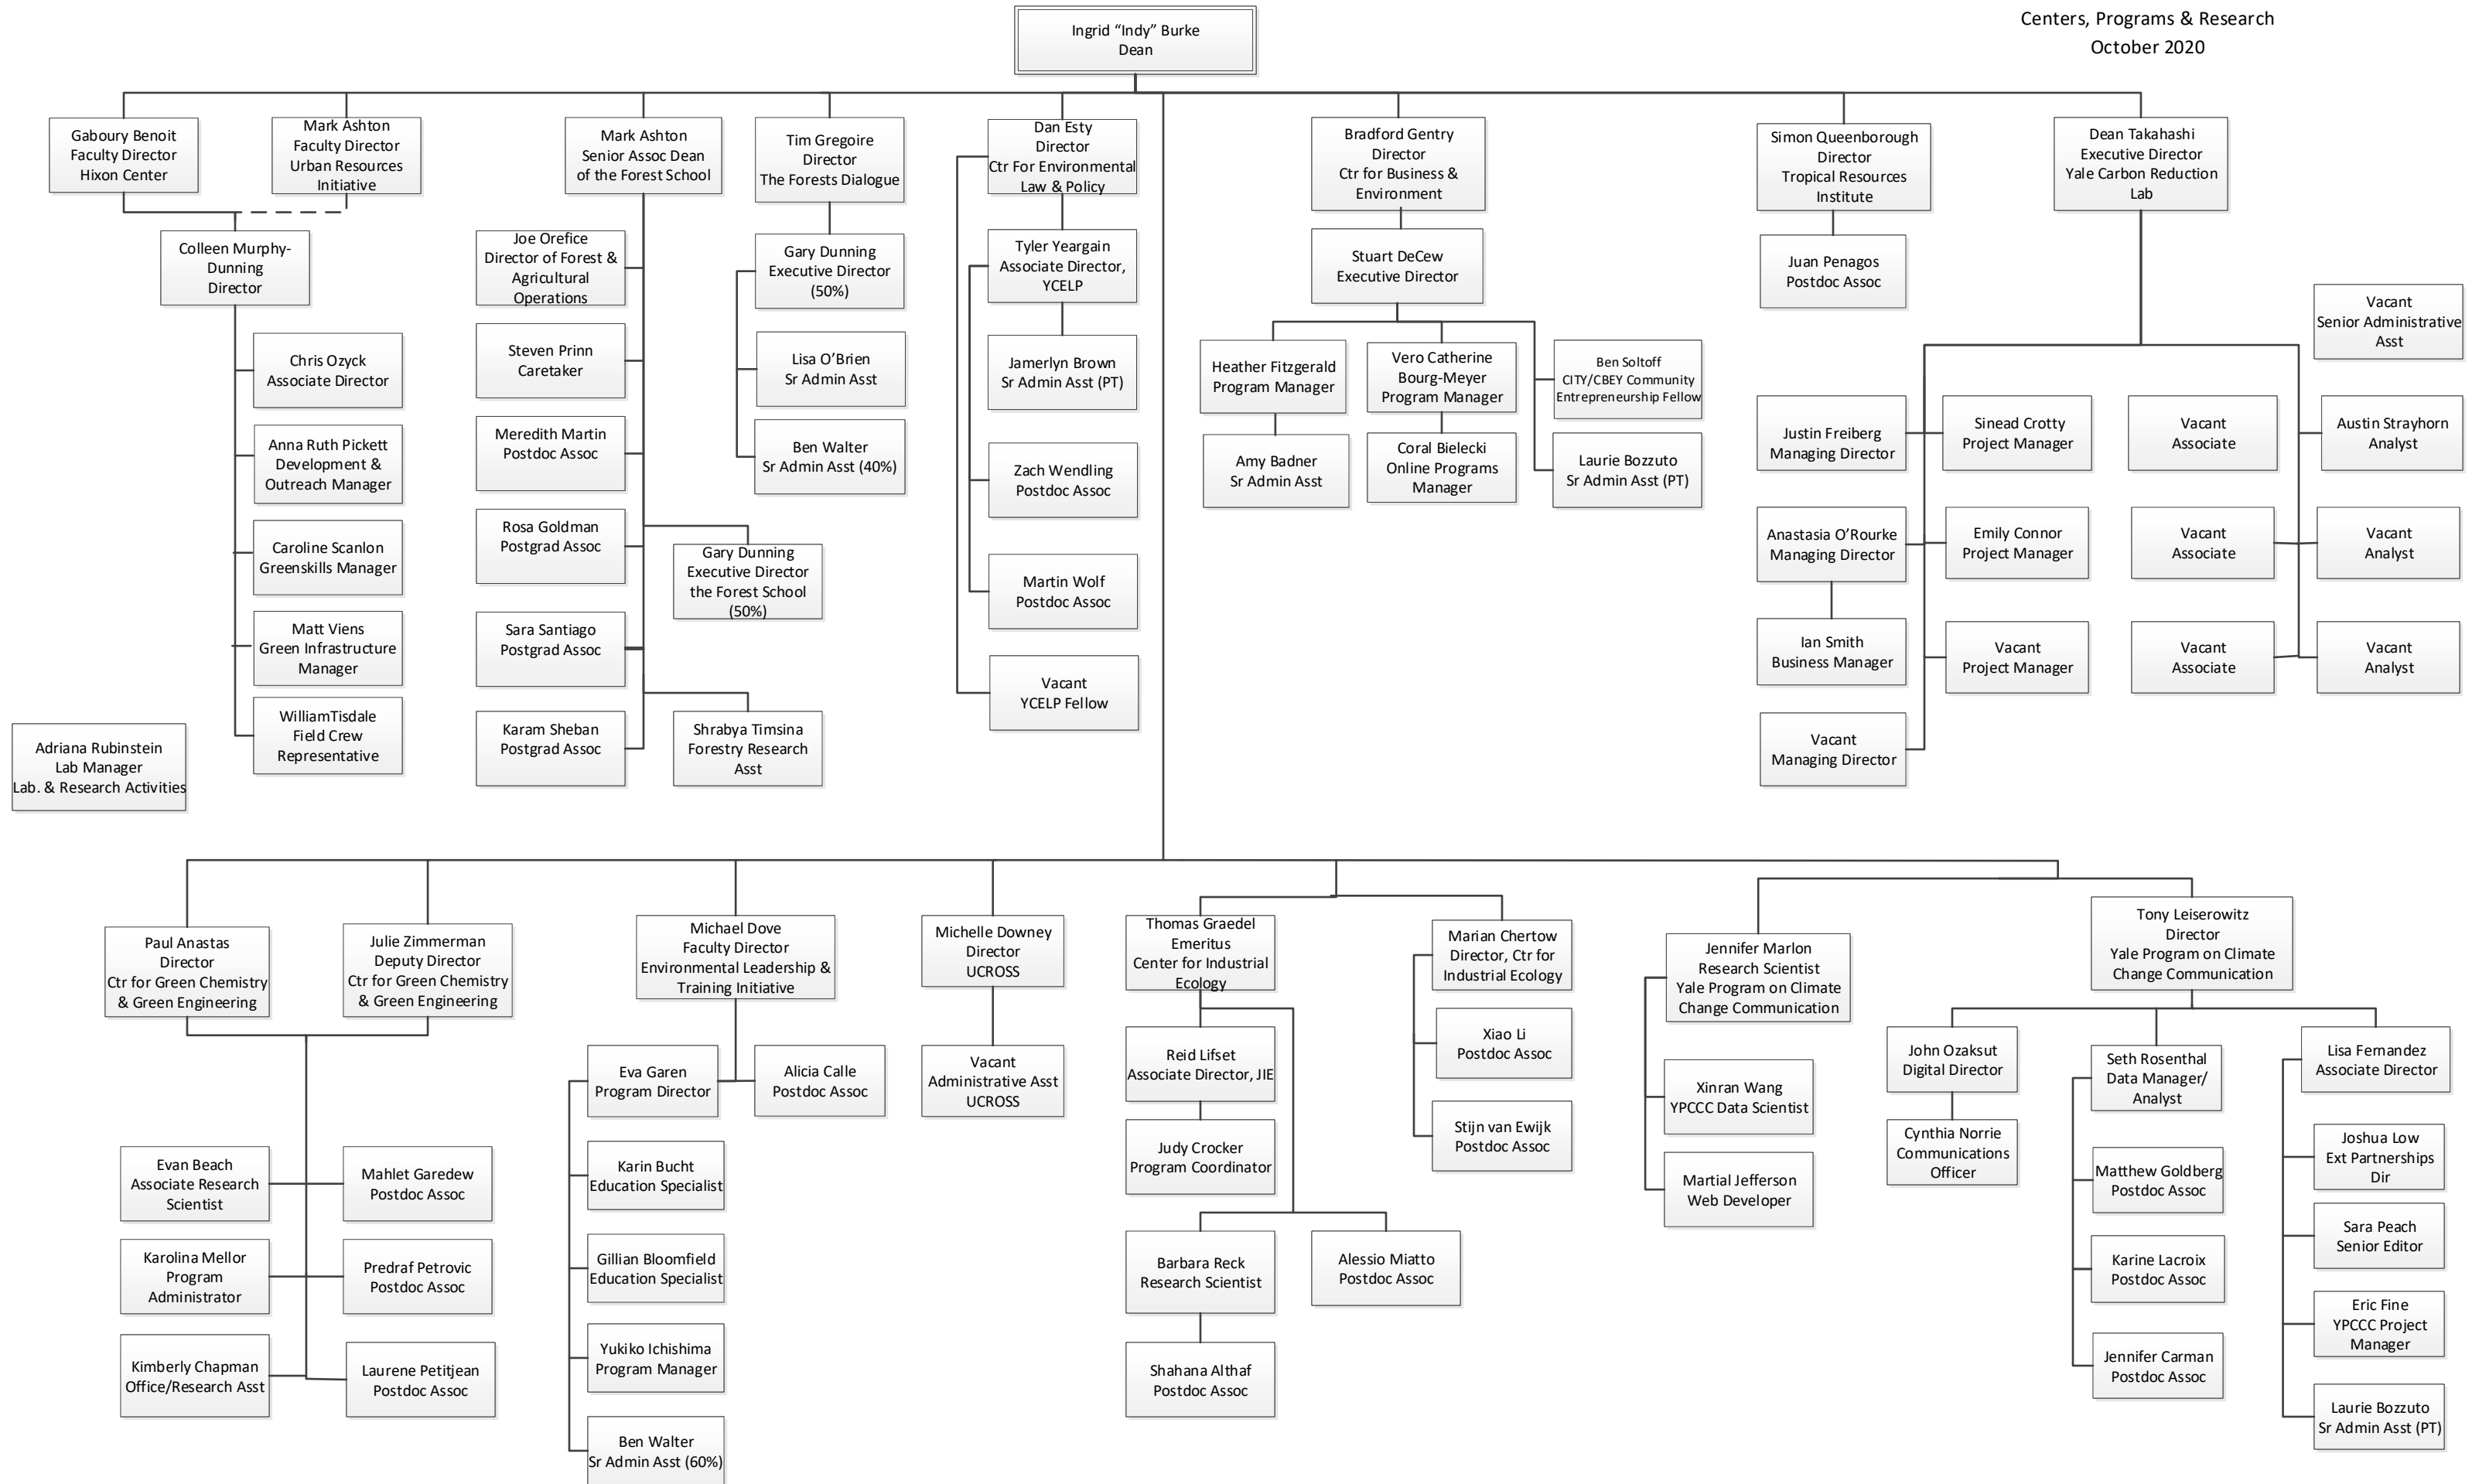 Centers, Programs & Research
October 2020
Ingrid “Indy” Burke
Dean
Gaboury Benoit
Faculty Director
Hixon Center
Mark Ashton
Faculty Director
Urban Resources
Initiative
Colleen Murphy-
Dunning
Director
Chris Ozyck
Associate Director
Anna Ruth Pickett
Development &
Outreach Manager
Caroline Scanlon
Greenskills Manager
Matt Viens
Green Infrastructure
Manager
WilliamTisdale
Field Crew
Representative
Adriana Rubinstein
Lab Manager
Lab. & Research Activities
Mark Ashton
Senior Assoc Dean
of the Forest School
Joe Orefice
Director of Forest &
Agricultural
Operations
Steven Prinn
Caretaker
Meredith Martin
Postdoc Assoc
Rosa Goldman
Postgrad Assoc
Gary Dunning
Executive Director
the Forest School
(50%)
Sara Santiago
Postgrad Assoc
Karam Sheban
Postgrad Assoc
Shrabya Timsina
Forestry Research
Asst
Tim Gregoire
Director
The Forests Dialogue
Gary Dunning
Executive Director
(50%)
Lisa O’Brien
Sr Admin Asst
Ben Walter
Sr Admin Asst (40%)
Dan Esty
Director
Ctr For Environmental
Law & Policy
Tyler Yeargain
Associate Director,
YCELP
Jamerlyn Brown
Sr Admin Asst (PT)
Zach Wendling
Postdoc Assoc
Martin Wolf
Postdoc Assoc
Vacant
YCELP Fellow
Bradford Gentry
Director
Ctr for Business &
Environment
Stuart DeCew
Executive Director
Heather Fitzgerald
Program Manager
Amy Badner
Sr Admin Asst
Vero Catherine
Bourg-Meyer
Program Manager
Coral Bielecki
Online Programs
Manager
Ben Soltoff
CITY/CBEY Community
Entrepreneurship Fellow
Laurie Bozzuto
Sr Admin Asst (PT)
Simon Queenborough
Director
Tropical Resources
Institute
Juan Penagos
Postdoc Assoc
Dean Takahashi
Executive Director
Yale Carbon Reduction
Lab
Vacant
Senior Administrative
Asst
Justin Freiberg
Managing Director
Sinead Crotty
Project Manager
Vacant
Associate
Austin Strayhorn
Analyst
Anastasia O’Rourke
Managing Director
Emily Connor
Project Manager
Vacant
Associate
Vacant
Analyst
Ian Smith
Business Manager
Vacant
Project Manager
Vacant
Associate
Vacant
Analyst
Vacant
Managing Director
Paul Anastas
Director
Ctr for Green Chemistry
& Green Engineering
Julie Zimmerman
Deputy Director
Ctr for Green Chemistry
& Green Engineering
Evan Beach
Associate Research
Scientist
Mahlet Garedew
Postdoc Assoc
Karolina Mellor
Program
Administrator
Predraf Petrovic
Postdoc Assoc
Kimberly Chapman
Office/Research Asst
Laurene Petitjean
Postdoc Assoc
Michael Dove
Faculty Director
Environmental Leadership &
Training Initiative
Eva Garen
Program Director
Alicia Calle
Postdoc Assoc
Karin Bucht
Education Specialist
Gillian Bloomfield
Education Specialist
Yukiko Ichishima
Program Manager
Ben Walter
Sr Admin Asst (60%)
Michelle Downey
Director
UCROSS
Vacant
Administrative Asst
UCROSS
Thomas Graedel
Emeritus
Center for Industrial
Ecology
Reid Lifset
Associate Director, JIE
Judy Crocker
Program Coordinator
Barbara Reck
Research Scientist
Alessio Miatto
Postdoc Assoc
Shahana Althaf
Postdoc Assoc
Marian Chertow
Director, Ctr for
Industrial Ecology
Xiao Li
Postdoc Assoc
Stijn van Ewijk
Postdoc Assoc
Jennifer Marlon
Research Scientist
Yale Program on Climate
Change Communication
Xinran Wang
YPCCC Data Scientist
Martial Jefferson
Web Developer
Tony Leiserowitz
Director
Yale Program on Climate
Change Communication
John Ozaksut
Digital Director
Cynthia Norrie
Communications
Officer
Seth Rosenthal
Data Manager/
Analyst
Matthew Goldberg
Postdoc Assoc
Karine Lacroix
Postdoc Assoc
Jennifer Carman
Postdoc Assoc
Lisa Fernandez
Associate Director
Joshua Low
Ext Partnerships
Dir
Sara Peach
Senior Editor
Eric Fine
YPCCC Project
Manager
Laurie Bozzuto
Sr Admin Asst (PT)